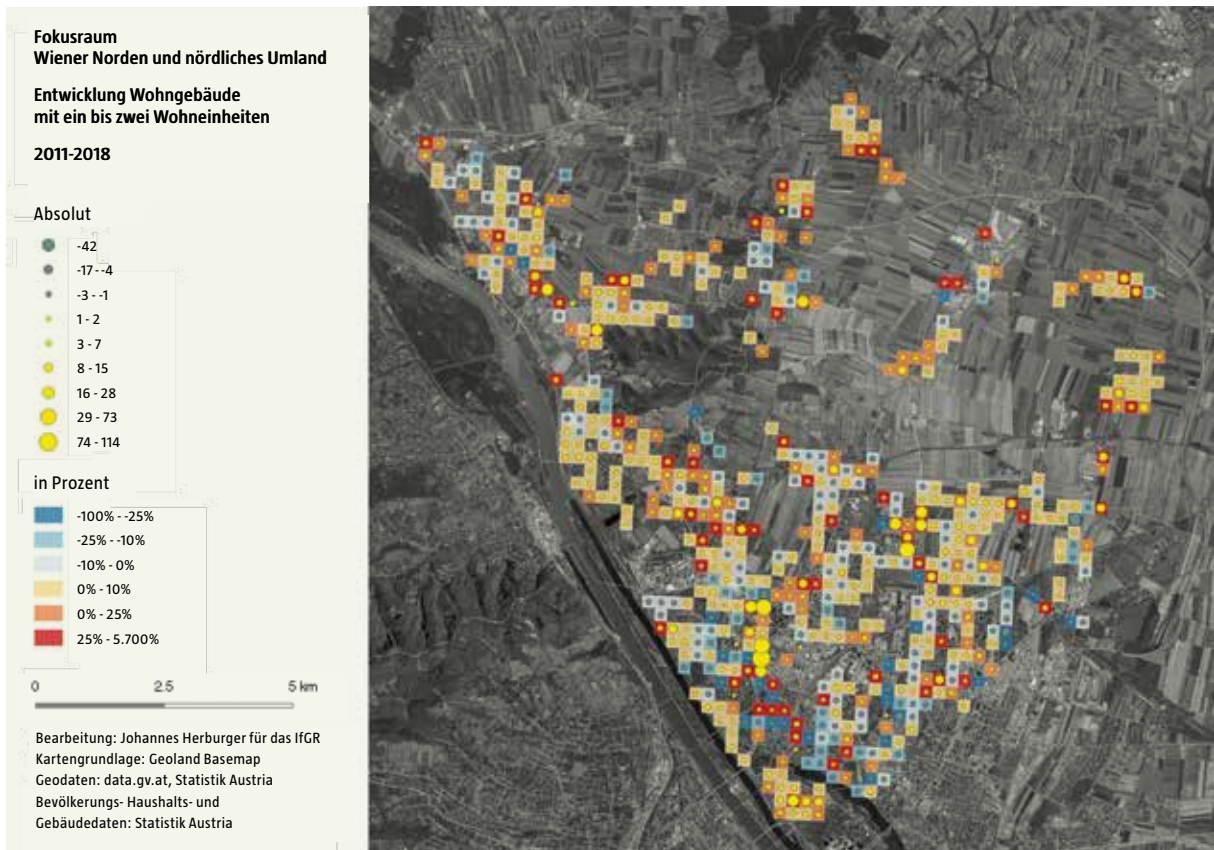 Fokusraum
Wiener Norden und nördliches Umland
Entwicklung Wohngebäude
mit ein bis zwei Wohneinheiten
2011-2018
Absolut
-42
-17 - -4
-3 - -1
1 - 2
3 - 7
8 - 15
16 - 28
29 - 73
74 - 114
in Prozent
-100% - -25%
-25% - -10%
-10% - 0%
0% - 10%
0% - 25%
25% - 5.700%
0 2.5 5 km
Bearbeitung: Johannes Herburger für das IfGR
Kartengrundlage: Geoland Basemap
Geodaten: data.gv.at, Statistik Austria
Bevölkerungs- Haushalts- und
Gebäudedaten: Statistik Austria